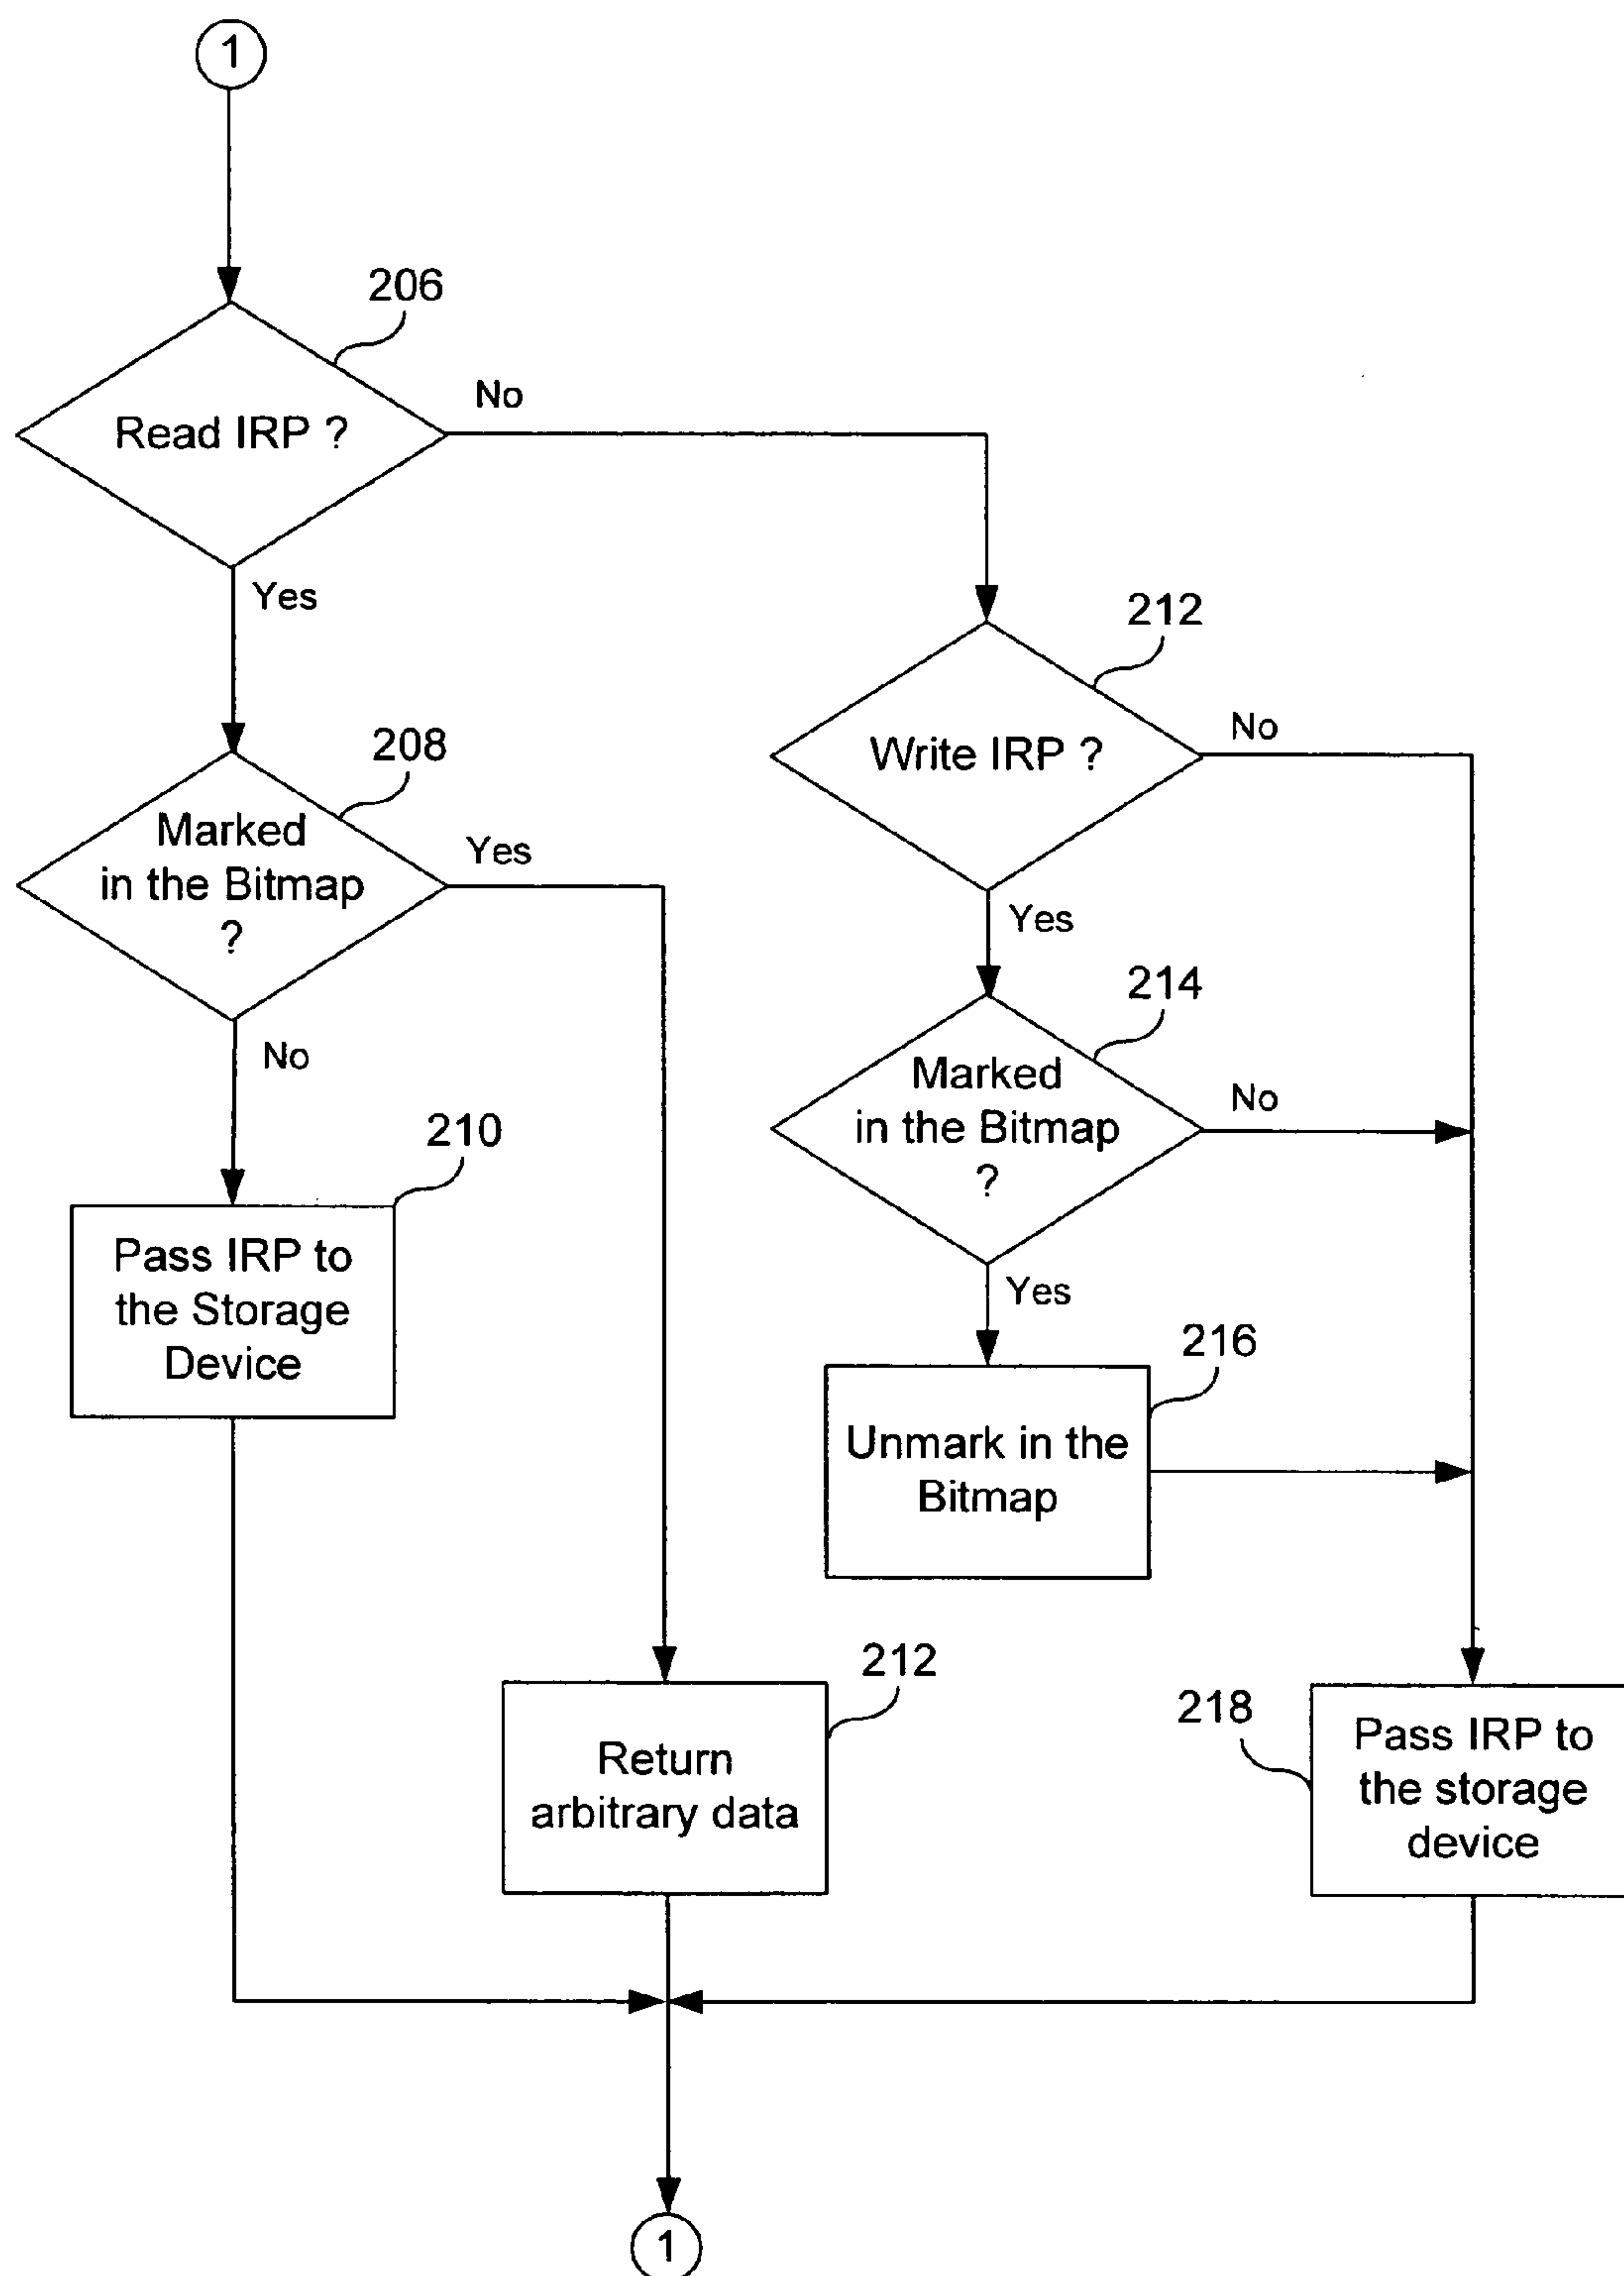 1
206
Read IRP ?
No
Yes
212
Write IRP ?
No
208
Marked
in the Bitmap
?
Yes
Yes
214
Marked
in the Bitmap
?
No
No
210
Pass IRP to
the Storage
Device
Yes
216
Unmark in the
Bitmap
212
Return
arbitrary data
218
Pass IRP to
the storage
device
1